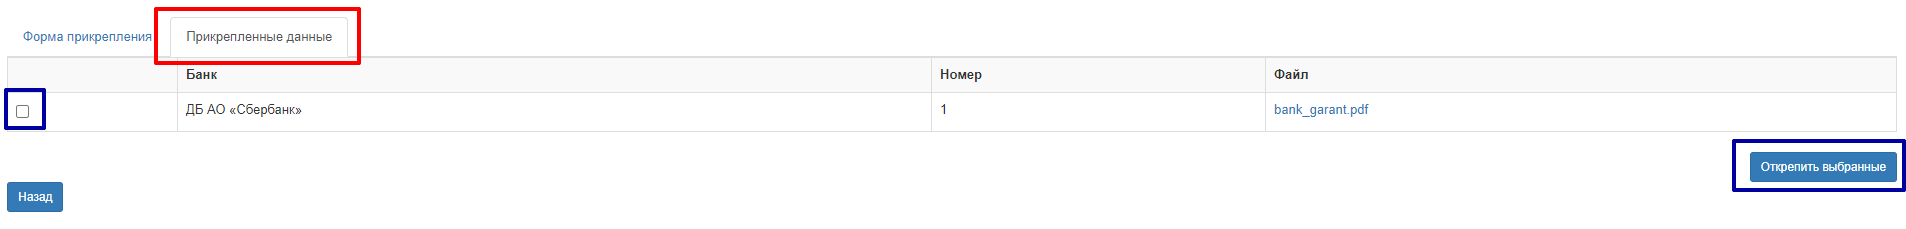 Форма прикрепления Прикрепленные данные
Банк Номер Файл
ДБ АО «Сбербанк» 1 bank_garant.pdf
Открепить выбранные
Назад